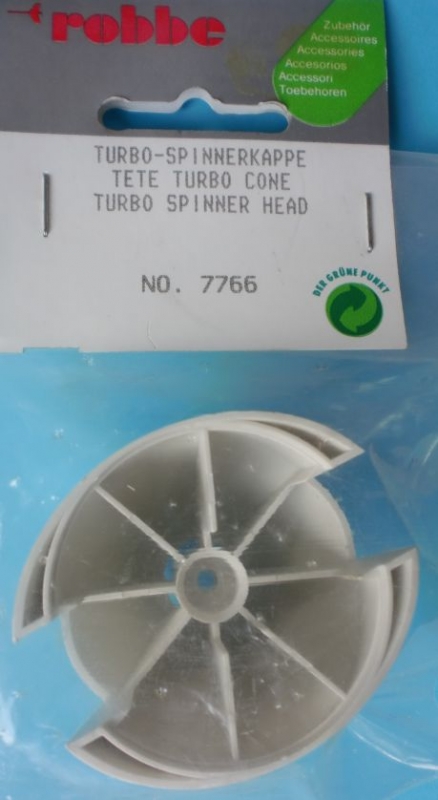 robbe
Zubehör
Accessoires
Accessories
Accesorios
Accessori
Toebehoren
TURBO-SPINNERKAPPE
TETE TURBO CONE
TURBO SPINNER HEAD
NO. 7766
DER GRÜNE PUNKT